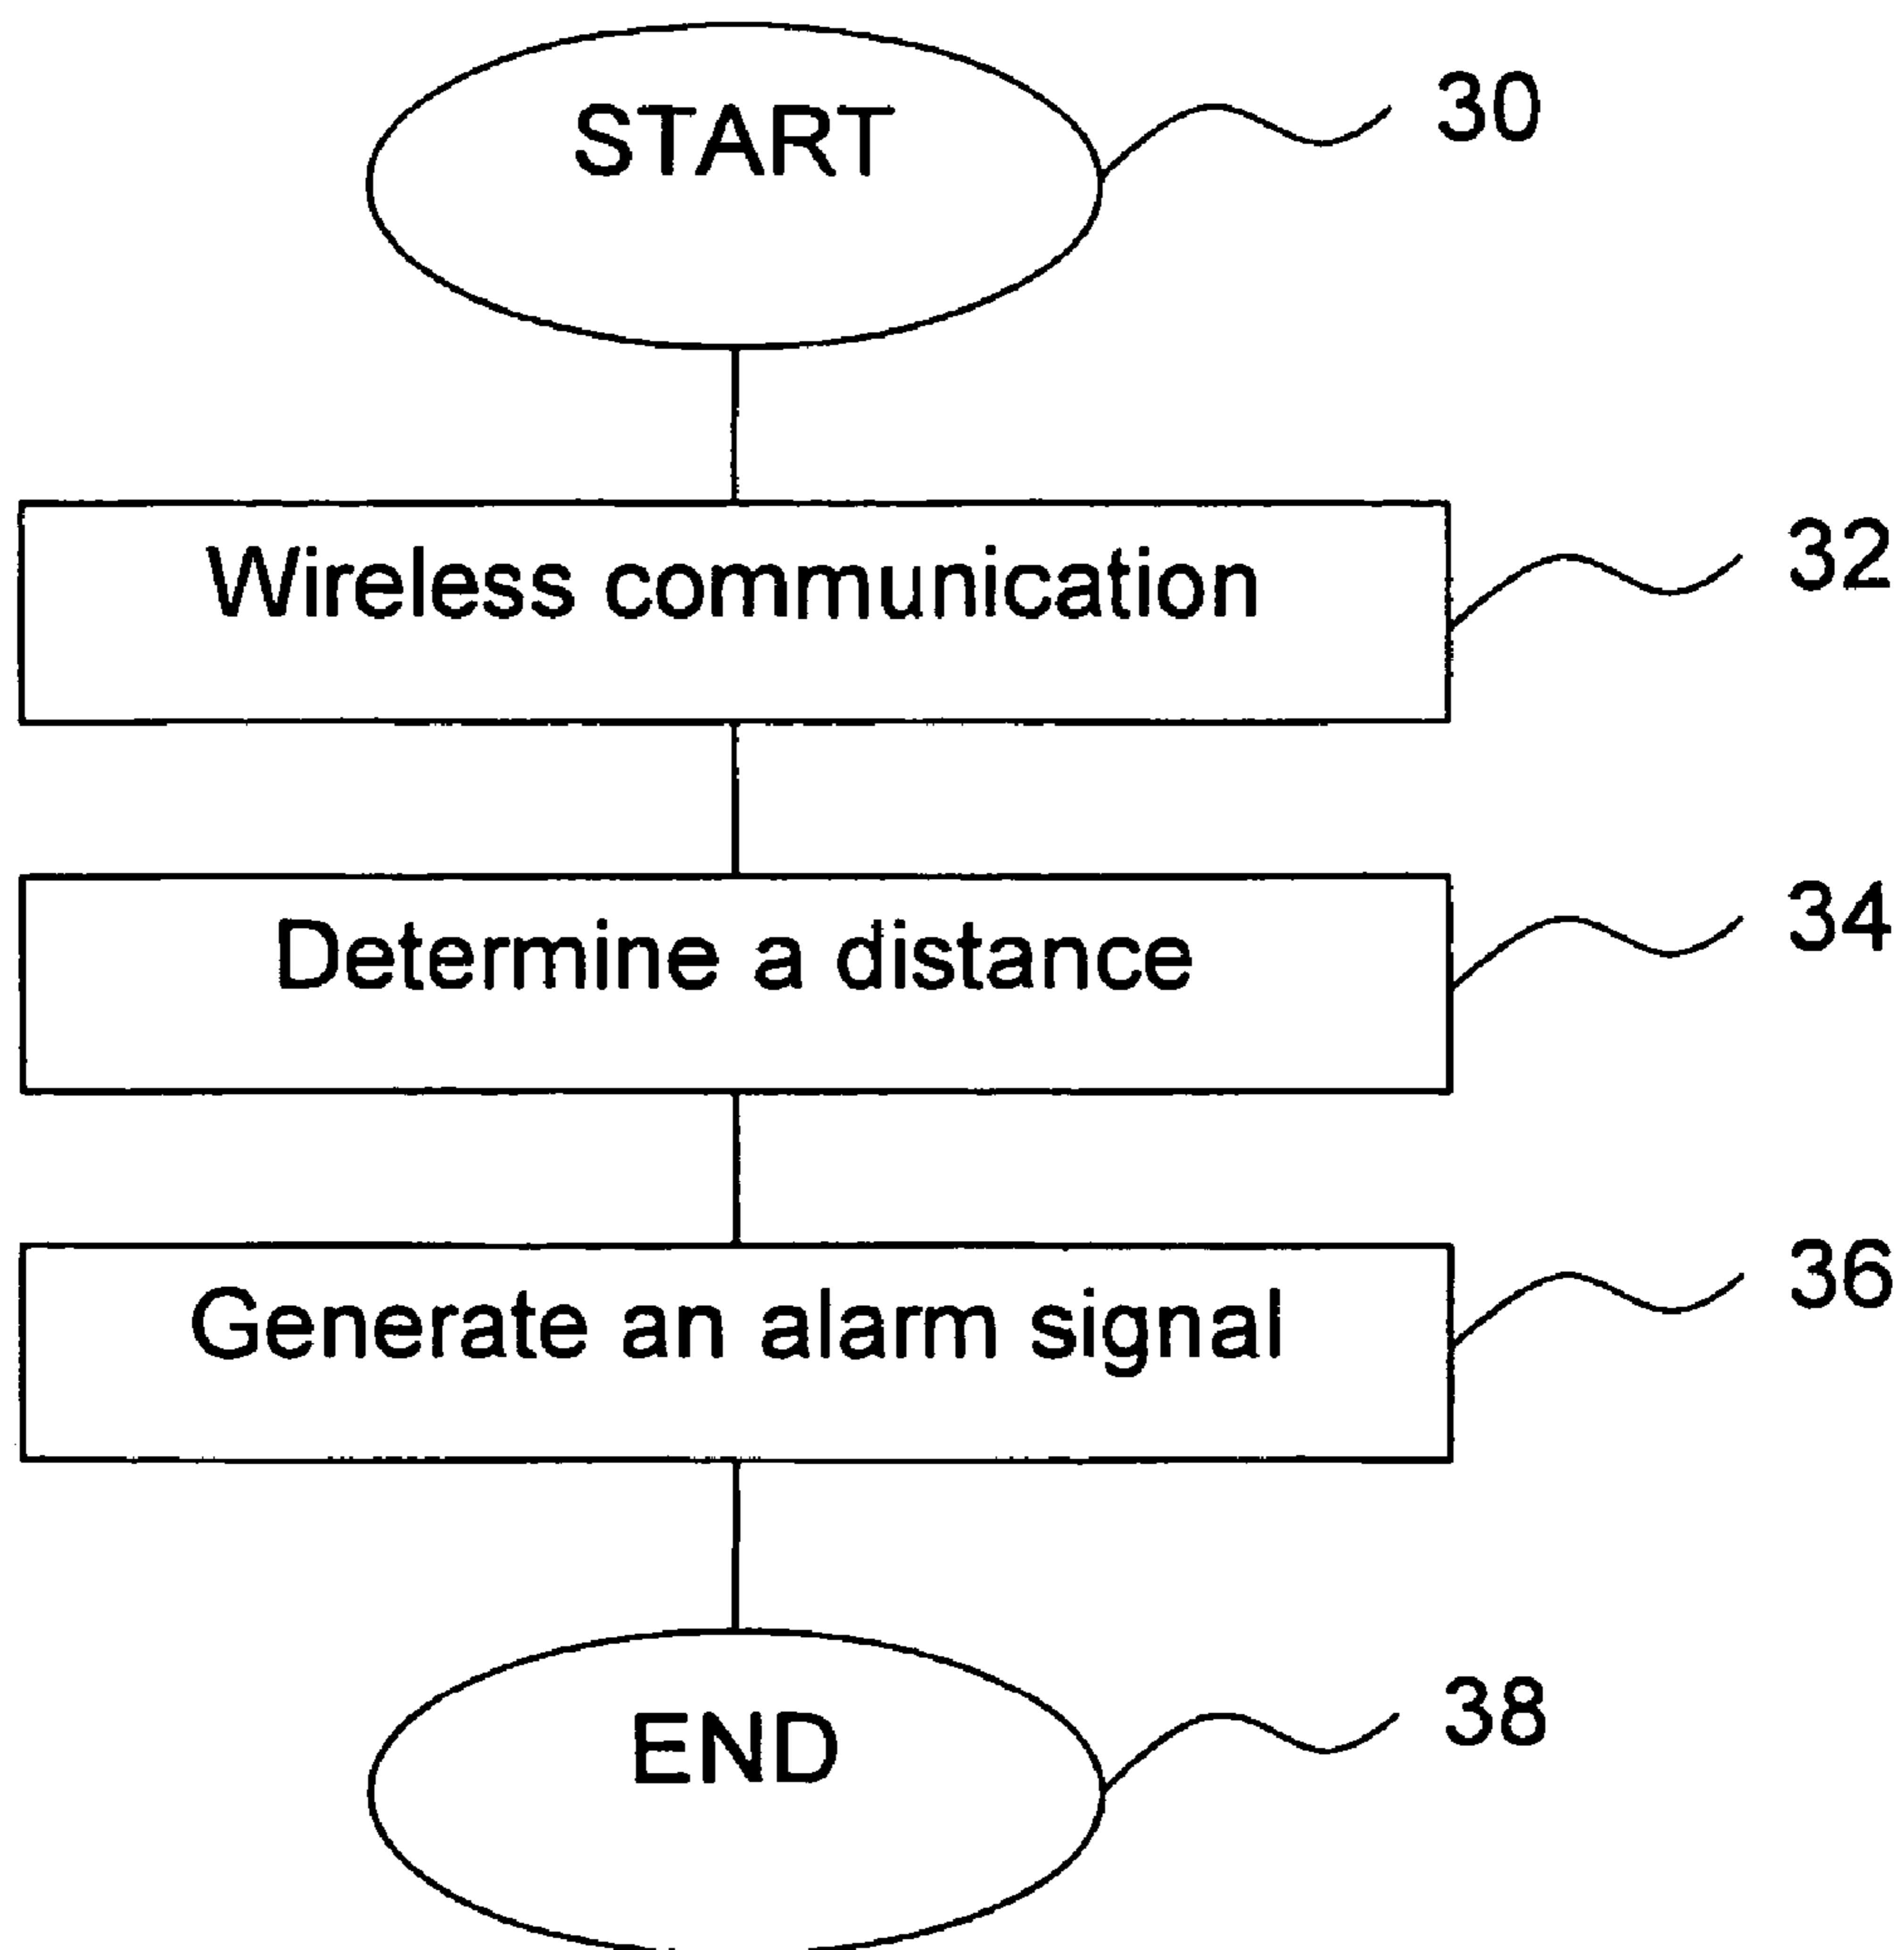 START 30
Wireless communication 32
Determine a distance 34
Generate an alarm signal 36
END 38